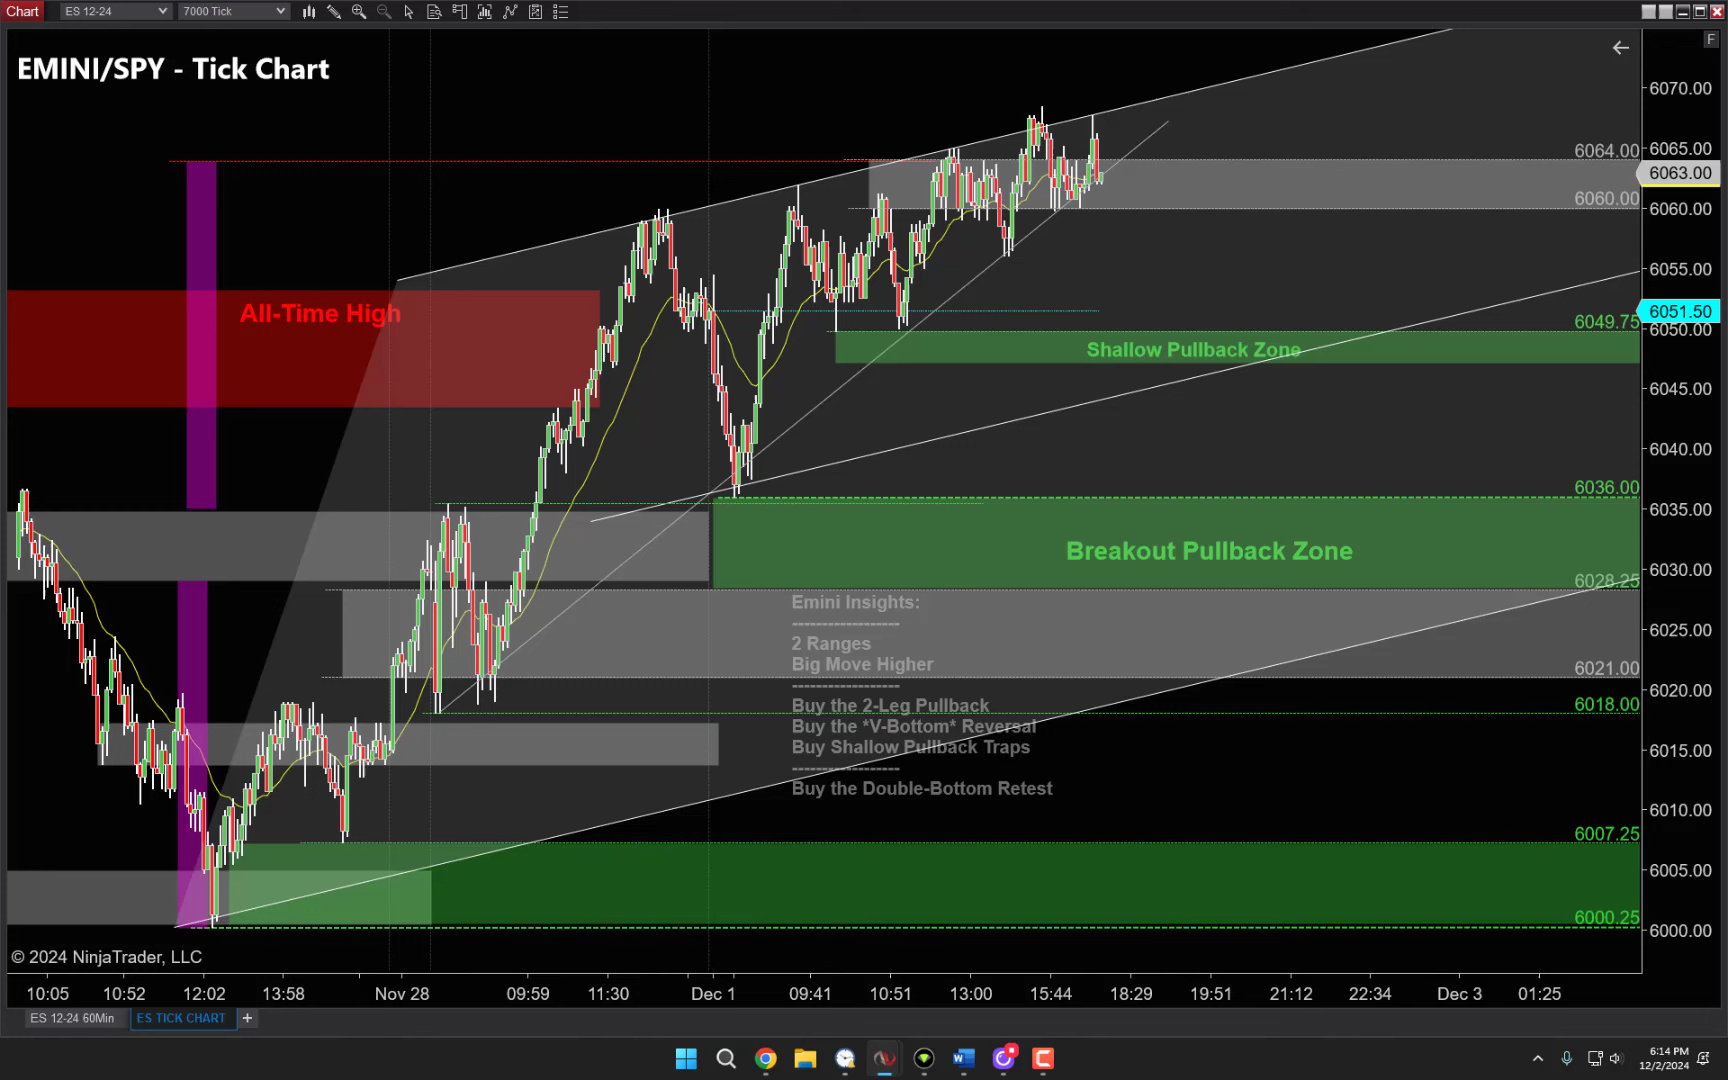 Chart
ES 12-24
7000 Tick
F
EMINI/SPY - Tick Chart
6070.00
6065.00
6064.00
6063.00
6060.00
6060.00
6055.00
All-Time High
6051.50
6049.75
6050.00
Shallow Pullback Zone
6045.00
6040.00
6036.00
6035.00
Breakout Pullback Zone
6030.00
6028.25
Emini Insights:
------------------
2 Ranges
Big Move Higher
------------------
Buy the 2-Leg Pullback
Buy the *V-Bottom* Reversal
Buy Shallow Pullback Traps
------------------
Buy the Double-Bottom Retest
6025.00
6021.00
6020.00
6018.00
6015.00
6010.00
6007.25
6005.00
6000.25
6000.00
© 2024 NinjaTrader, LLC
10:05 10:52 12:02 13:58 Nov 28 09:59 11:30 Dec 1 09:41 10:51 13:00 15:44 18:29 19:51 21:12 22:34 Dec 3 01:25
ES 12-24 60Min ES TICK CHART +
6:14 PM
12/2/2024